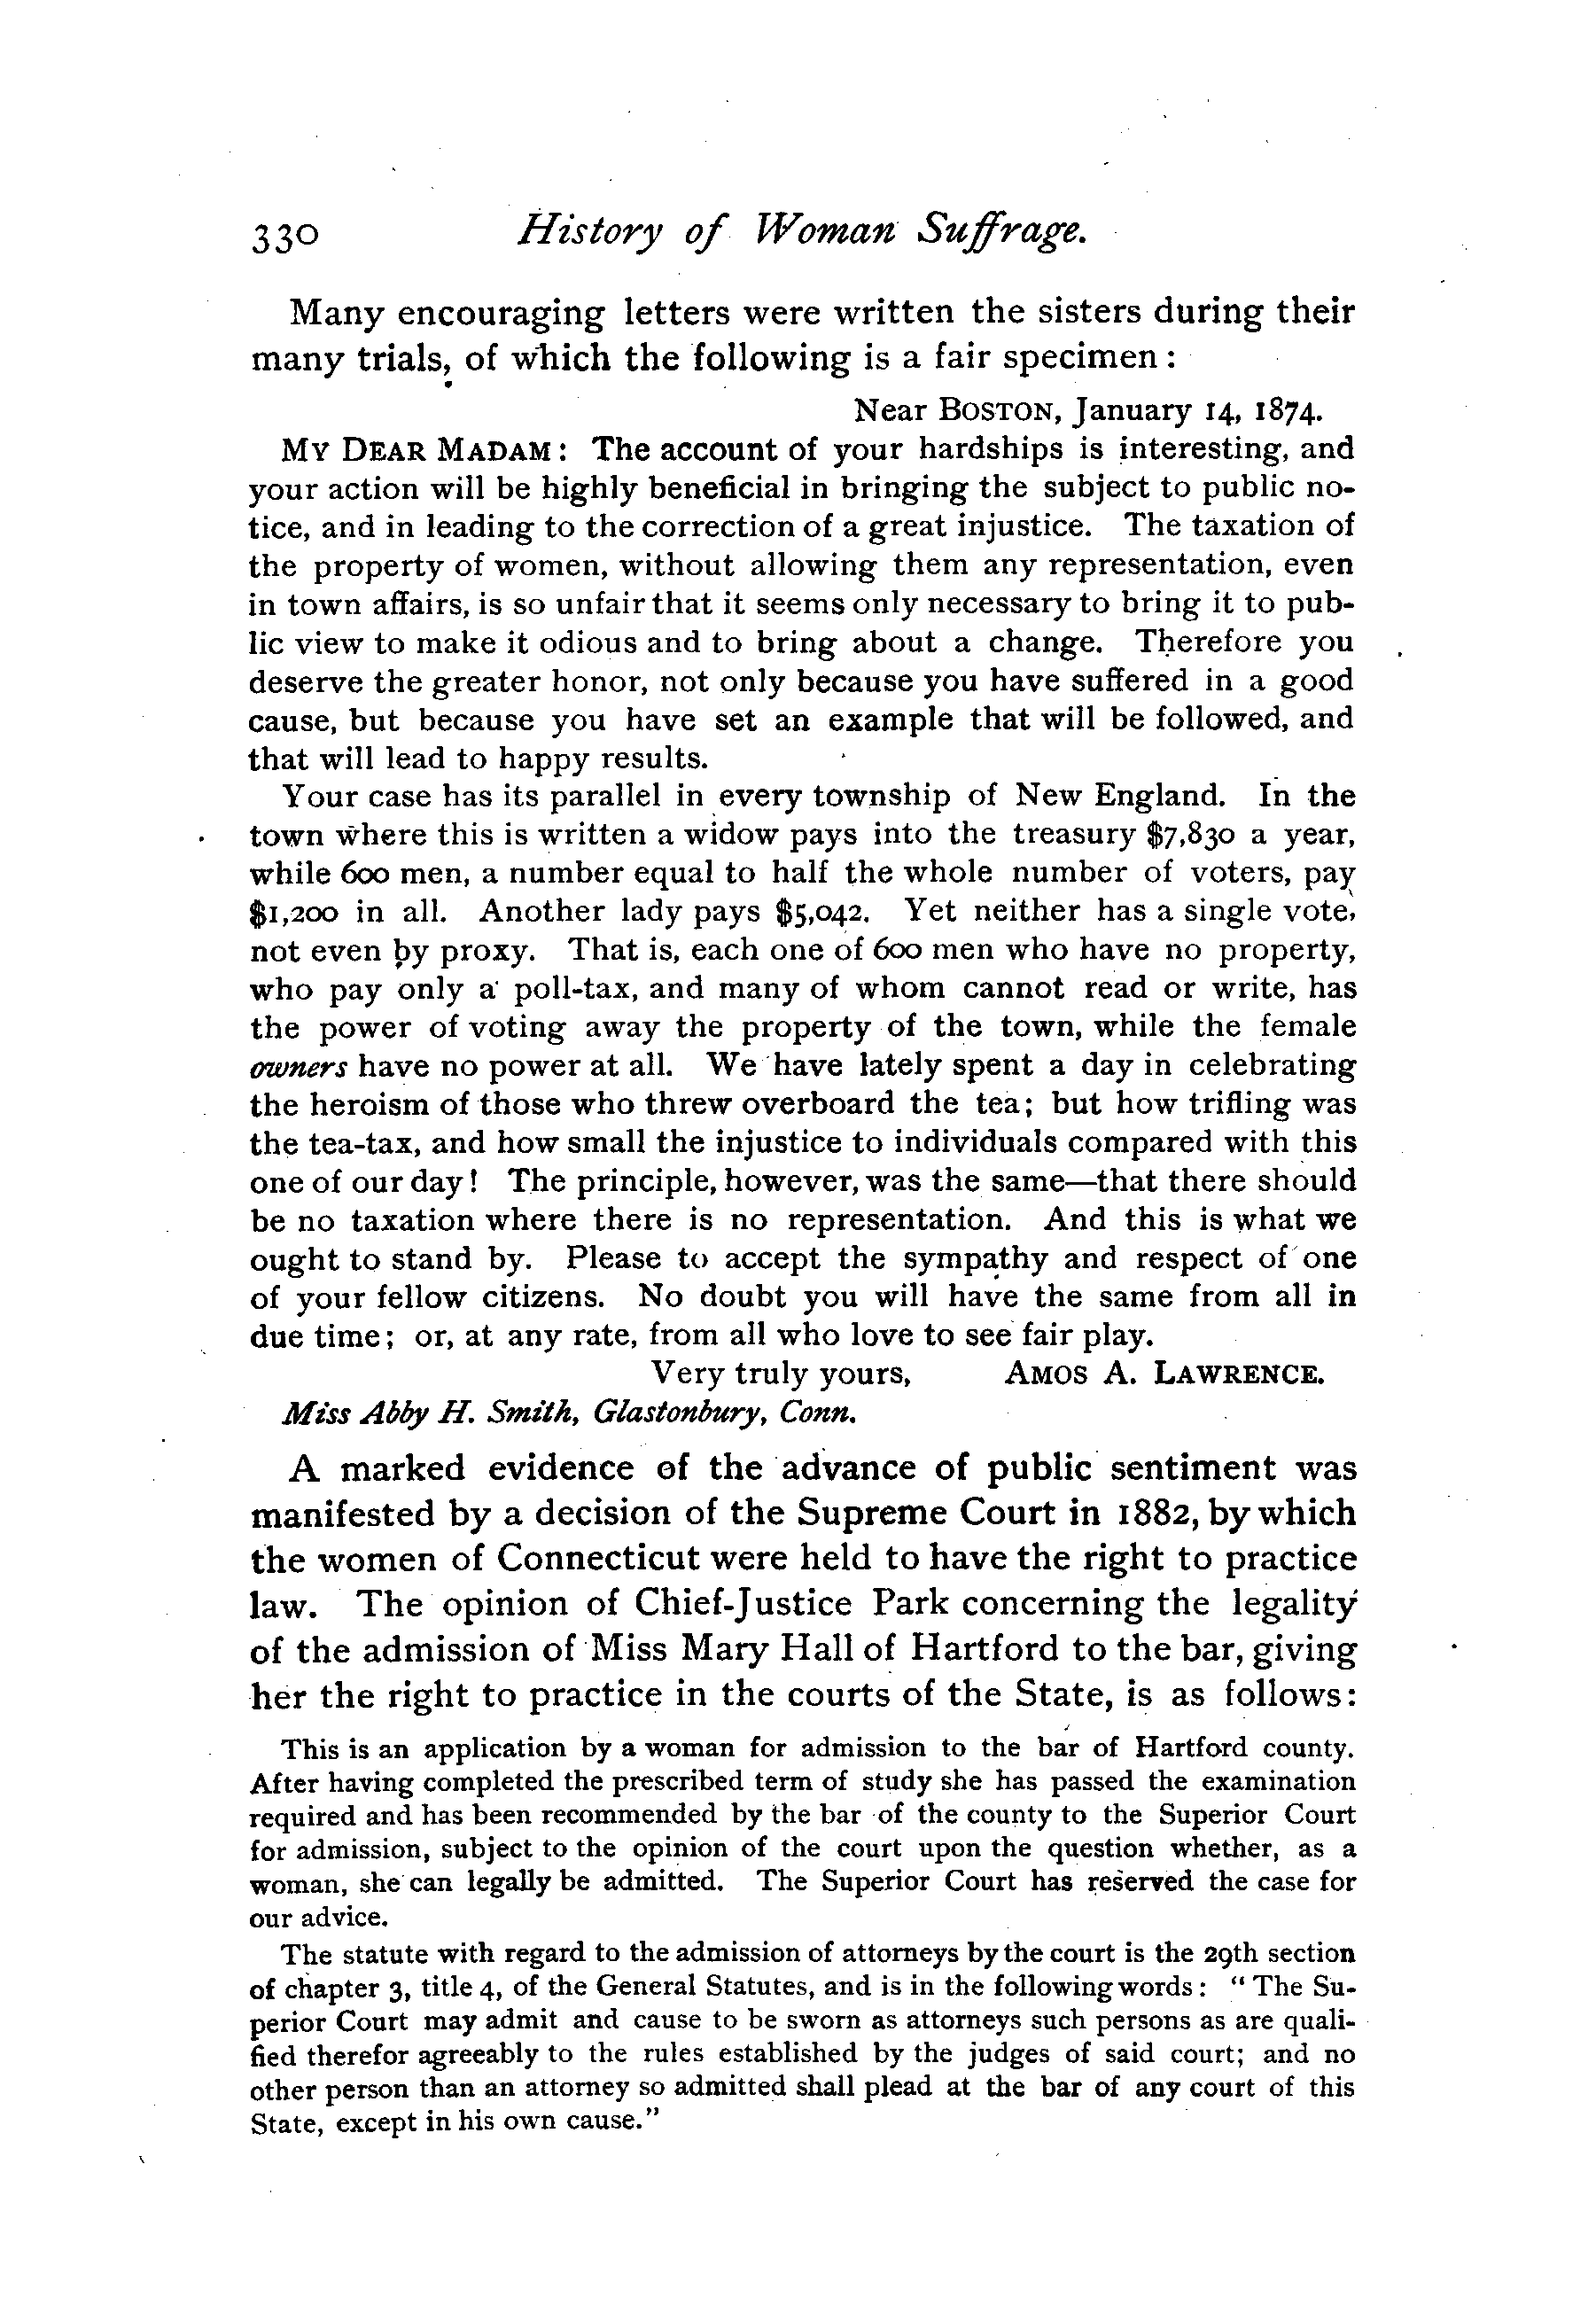 330 History of Woman Suffrage.
Many encouraging letters were written the sisters during their
many trials, of which the following is a fair specimen :
Near BOSTON, January 14, 1874.
MY DEAR MADAM : The account of your hardships is interesting, and
your action will be highly beneficial in bringing the subject to public no-
tice, and in leading to the correction of a great injustice. The taxation of
the property of women, without allowing them any representation, even
in town affairs, is so unfair that it seems only necessary to bring it to pub-
lic view to make it odious and to bring about a change. Therefore you
deserve the greater honor, not only because you have suffered in a good
cause, but because you have set an example that will be followed, and
that will lead to happy results.
Your case has its parallel in every township of New England. In the
town where this is written a widow pays into the treasury $7,830 a year,
while 600 men, a number equal to half the whole number of voters, pay
$1,200 in all. Another lady pays $5,042. Yet neither has a single vote,
not even by proxy. That is, each one of 600 men who have no property,
who pay only a poll-tax, and many of whom cannot read or write, has
the power of voting away the property of the town, while the female
owners have no power at all. We have lately spent a day in celebrating
the heroism of those who threw overboard the tea; but how trifling was
the tea-tax, and how small the injustice to individuals compared with this
one of our day! The principle, however, was the same—that there should
be no taxation where there is no representation. And this is what we
ought to stand by. Please to accept the sympathy and respect of one
of your fellow citizens. No doubt you will have the same from all in
due time; or, at any rate, from all who love to see fair play.
Very truly yours, AMOS A. LAWRENCE.
Miss Abby H. Smith, Glastonbury, Conn.
A marked evidence of the advance of public sentiment was
manifested by a decision of the Supreme Court in 1882, by which
the women of Connecticut were held to have the right to practice
law. The opinion of Chief-Justice Park concerning the legality
of the admission of Miss Mary Hall of Hartford to the bar, giving
her the right to practice in the courts of the State, is as follows:
This is an application by a woman for admission to the bar of Hartford county.
After having completed the prescribed term of study she has passed the examination
required and has been recommended by the bar of the county to the Superior Court
for admission, subject to the opinion of the court upon the question whether, as a
woman, she can legally be admitted. The Superior Court has reserved the case for
our advice.
The statute with regard to the admission of attorneys by the court is the 29th section
of chapter 3, title 4, of the General Statutes, and is in the following words : " The Su-
perior Court may admit and cause to be sworn as attorneys such persons as are quali-
fied therefor agreeably to the rules established by the judges of said court; and no
other person than an attorney so admitted shall plead at the bar of any court of this
State, except in his own cause."